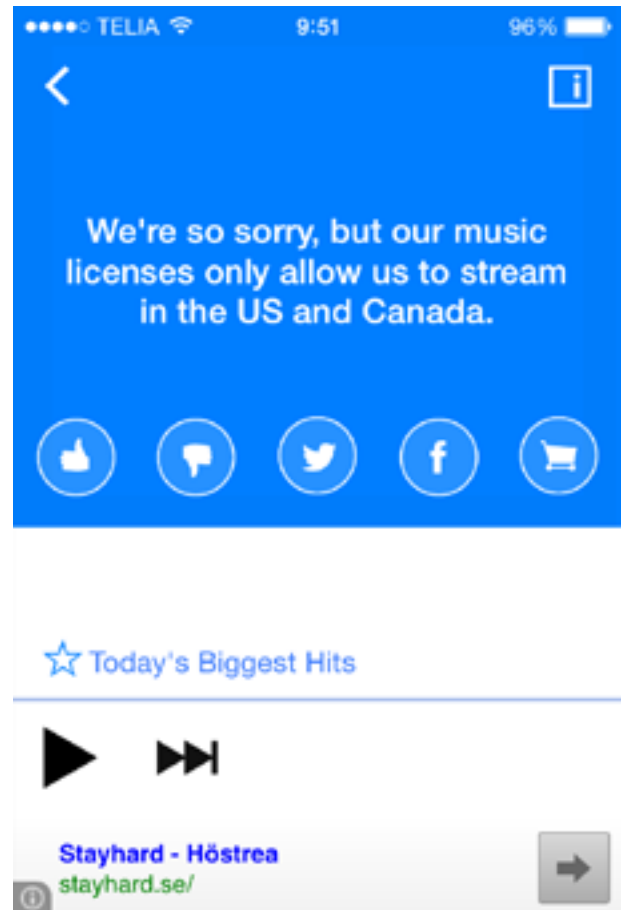 TELIA 9:51 96%
We're so sorry, but our music
licenses only allow us to stream
in the US and Canada.
Today's Biggest Hits
Stayhard - Höstrea
stayhard.se/